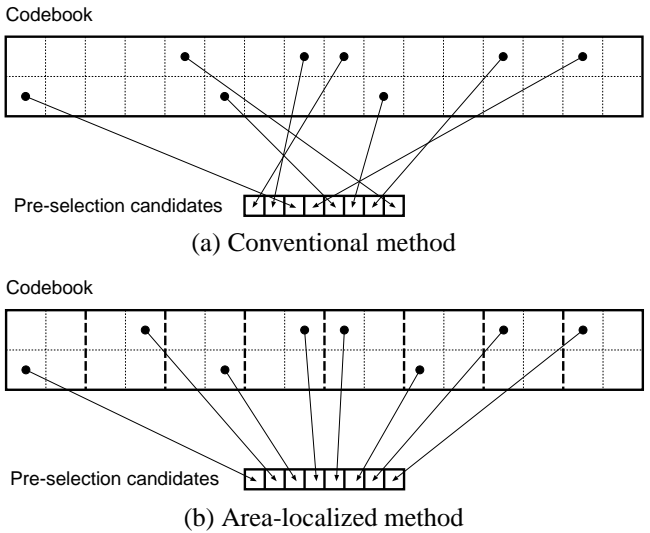 Codebook
Pre-selection candidates
(a) Conventional method
Codebook
Pre-selection candidates
(b) Area-localized method